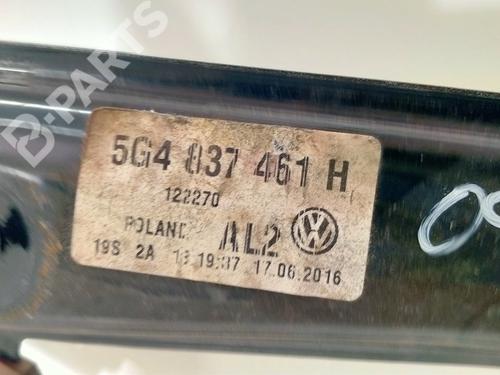 B-PARTS
5G4 837 461 H
122270
POLAND AL2
19S 2A 13:19:37 17.06.2016